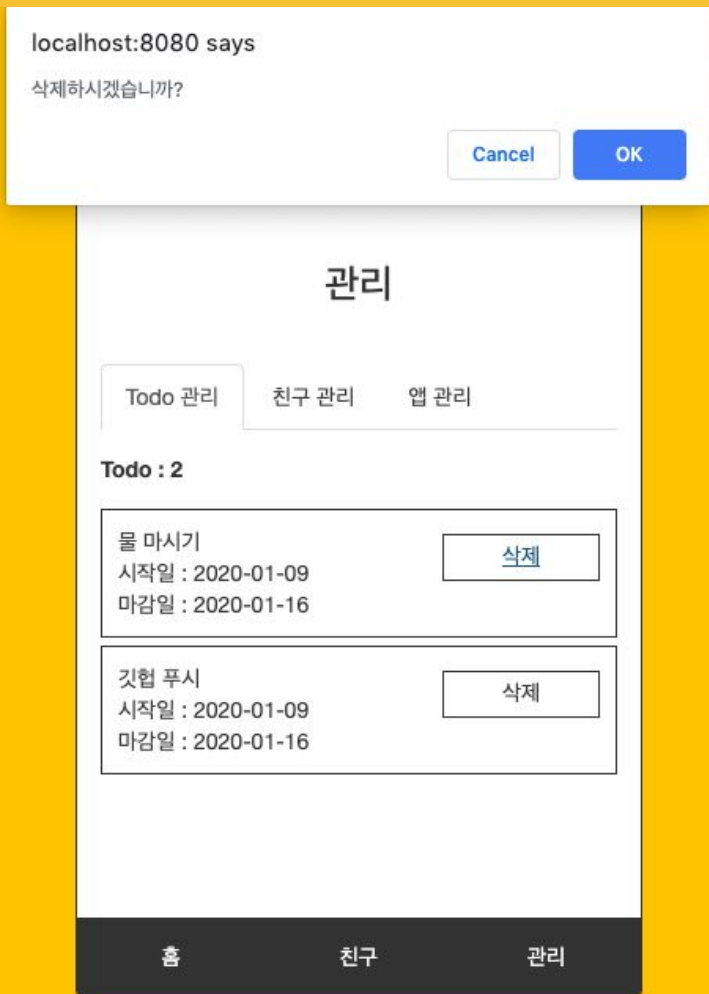 localhost:8080 says
삭제하시겠습니까?
Cancel OK
관리
Todo 관리 친구 관리 앱 관리
Todo : 2
물 마시기
시작일 : 2020-01-09
마감일 : 2020-01-16
삭제
깃헙 푸시
시작일 : 2020-01-09
마감일 : 2020-01-16
삭제
홈 친구 관리